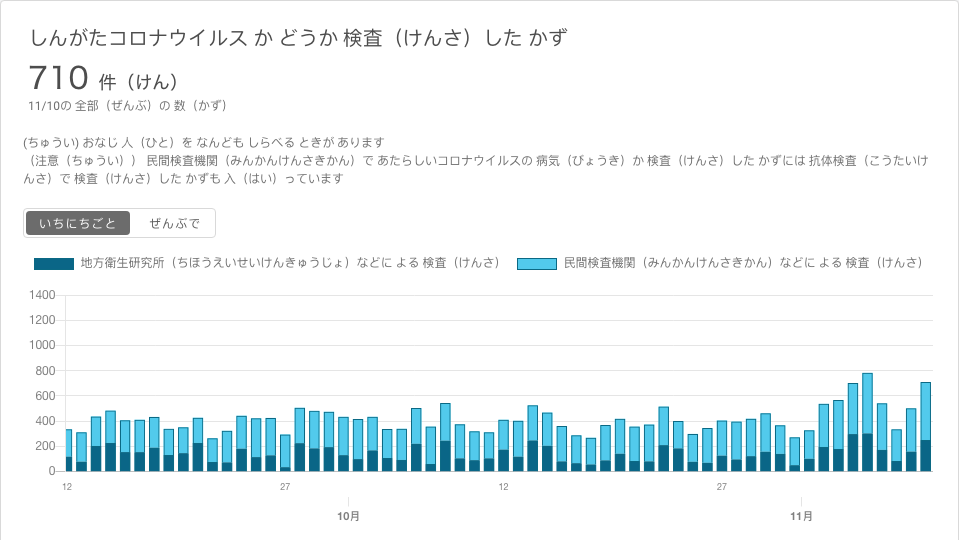 しんがたコロナウイルス か どうか 検査（けんさ）した かず
710 件（けん）
11/10の 全部（ぜんぶ）の 数（かず）
(ちゅうい) おなじ 人（ひと）を なんども しらべる ときが あります
（注意（ちゅうい）） 民間検査機関（みんかんけんさきかん）で あたらしいコロナウイルスの 病気（びょうき）か 検査（けんさ）した かずには 抗体検査（こうたいけ
んさ）で 検査（けんさ）した かずも 入（はい）っています
いちにちごと ぜんぶで
地方衛生研究所（ちほうえいせいけんきゅうじょ）などに よる 検査（けんさ） 民間検査機関（みんかんけんさきかん）などに よる 検査（けんさ）
1400
1200
1000
800
600
400
200
0
12 27 12 27
10月 11月